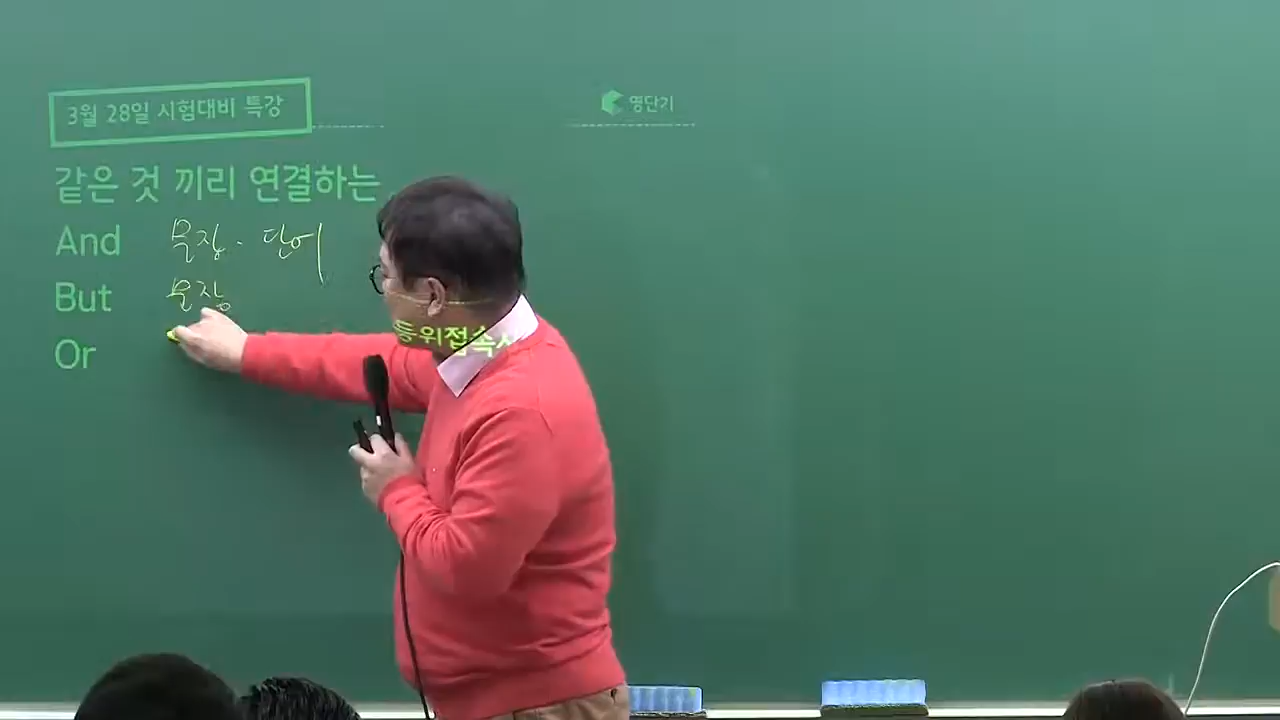 3월 28일 시험대비 특강
영단기
같은 것 끼리 연결하는
And 문장 · 단어
But 문장
등위접속사
Or